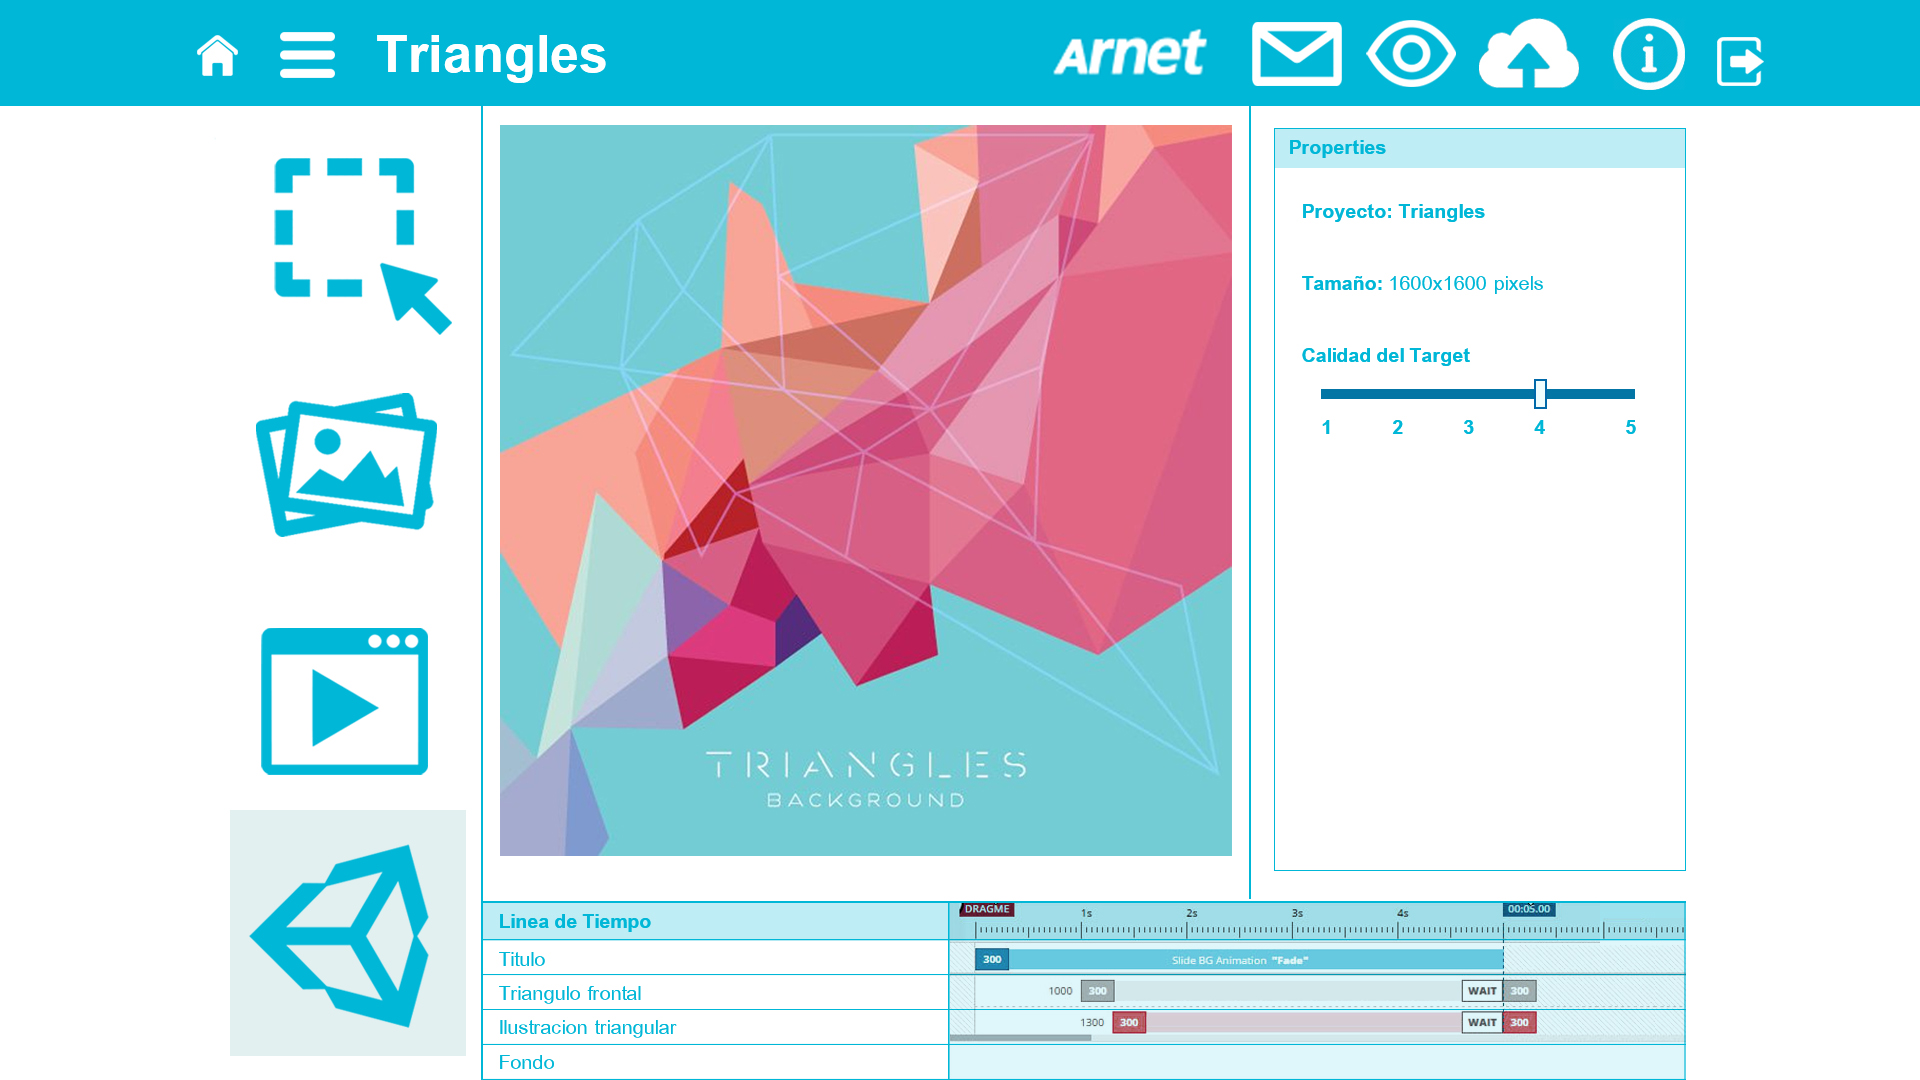 Triangles
Arnet
Properties
Proyecto: Triangles
Tamaño: 1600x1600 pixels
Calidad del Target
1 2 3 4 5
TRIANGLES
BACKGROUND
Linea de Tiempo
DRAGME 1s 2s 3s 4s 00:05.00
Titulo
300 Slide BG Animation "Fade"
Triangulo frontal
1000 300 WAIT 300
Ilustracion triangular
1300 300 WAIT 300
Fondo